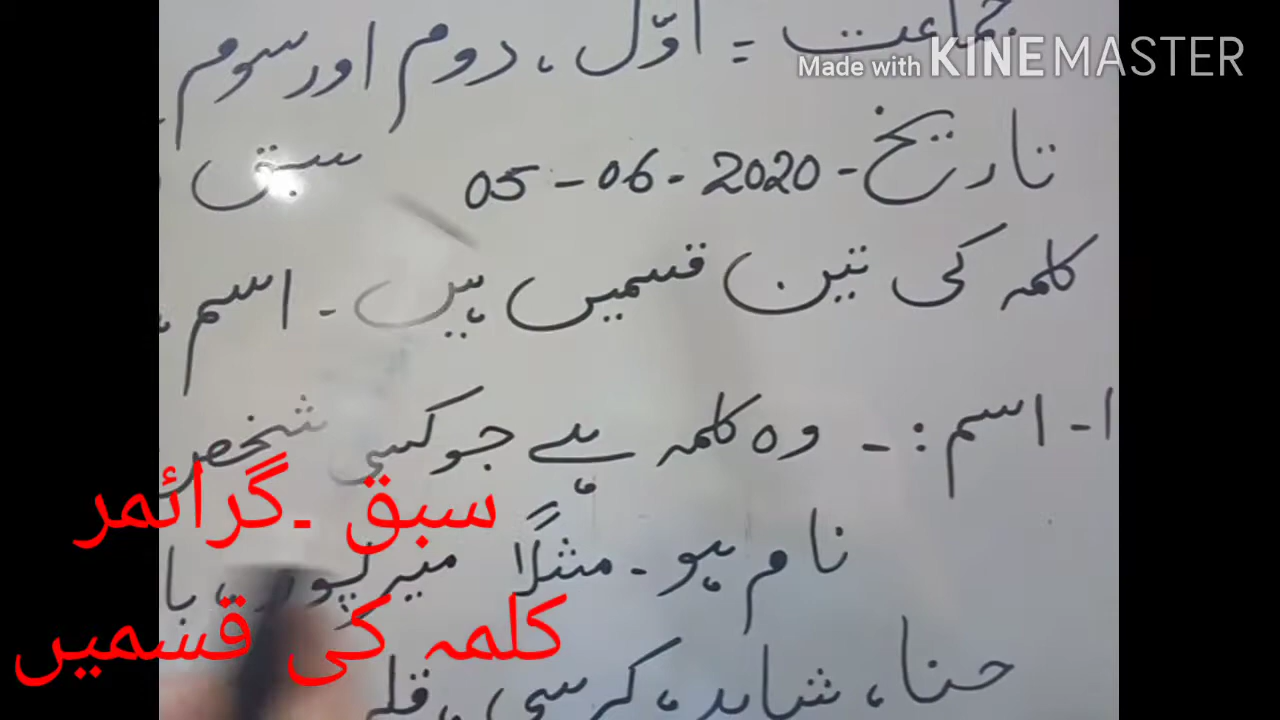 Made with KINEMASTER
جماعت = اوّل ، دوم اور سوم
تاریخ - 2020 - 06 - 05 سبق
کلمہ کی تین قسمیں ہیں ۔ اسم
ا - اسم : ۔ وہ کلمہ ہے جو کسی شخص
نام ہو ۔ مثلاً میرپور ، با
حنا ، شاہد ، کرسی ، قلم
سبق ۔گرائمر
کلمہ کی قسمیں